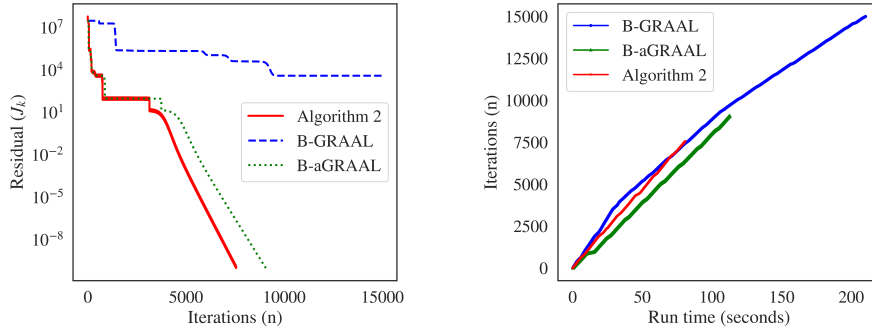 Residual (J_k)
10^7
10^4
10^1
10^-2
10^-5
10^-8
Algorithm 2
B-GRAAL
B-aGRAAL
0
5000
10000
15000
Iterations (n)
Iterations (n)
15000
12500
10000
7500
5000
2500
0
B-GRAAL
B-aGRAAL
Algorithm 2
0
50
100
150
200
Run time (seconds)